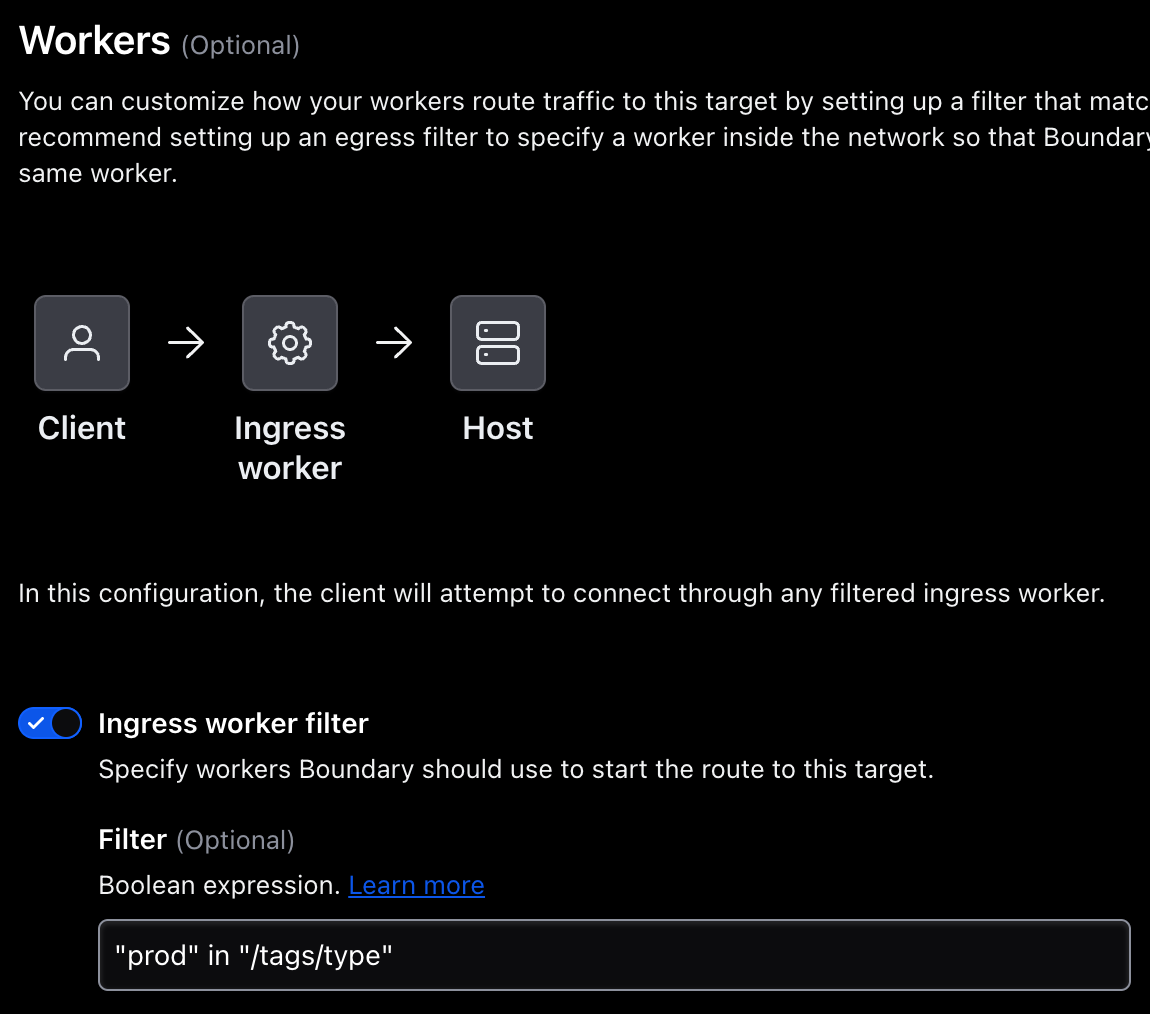 Workers (Optional)
You can customize how your workers route traffic to this target by setting up a filter that matc
recommend setting up an egress filter to specify a worker inside the network so that Boundary
same worker.
Client
Ingress worker
Host
In this configuration, the client will attempt to connect through any filtered ingress worker.
Ingress worker filter
Specify workers Boundary should use to start the route to this target.
Filter (Optional)
Boolean expression. Learn more
"prod" in "/tags/type"